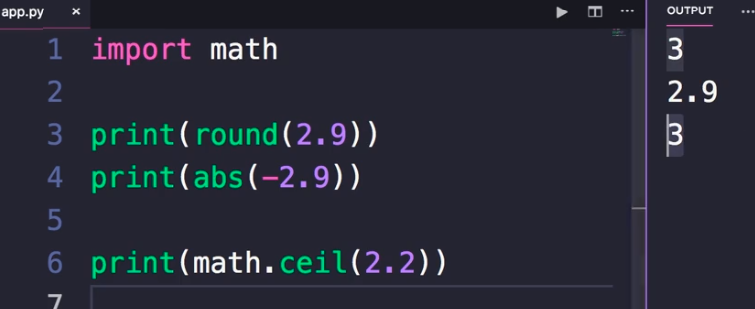 app.py
OUTPUT
1 import math
2
3 print(round(2.9))
4 print(abs(-2.9))
5
6 print(math.ceil(2.2))
7
3
2.9
3